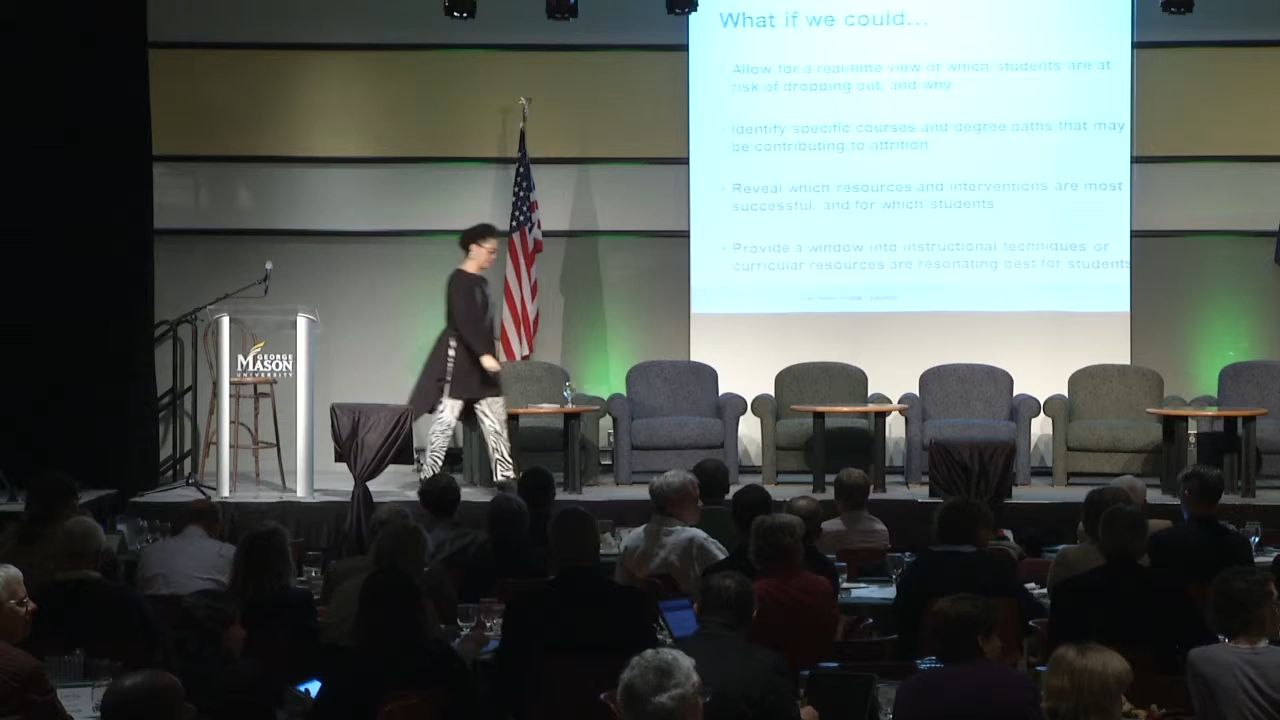 What if we could...
· Allow for a real-time view of which students are at
risk of dropping out, and why
· Identify specific courses and degree paths that may
be contributing to attrition
· Reveal which resources and interventions are most
successful, and for which students
· Provide a window into instructional techniques or
curricular resources are resonating best for students
GEORGE
MASON
UNIVERSITY